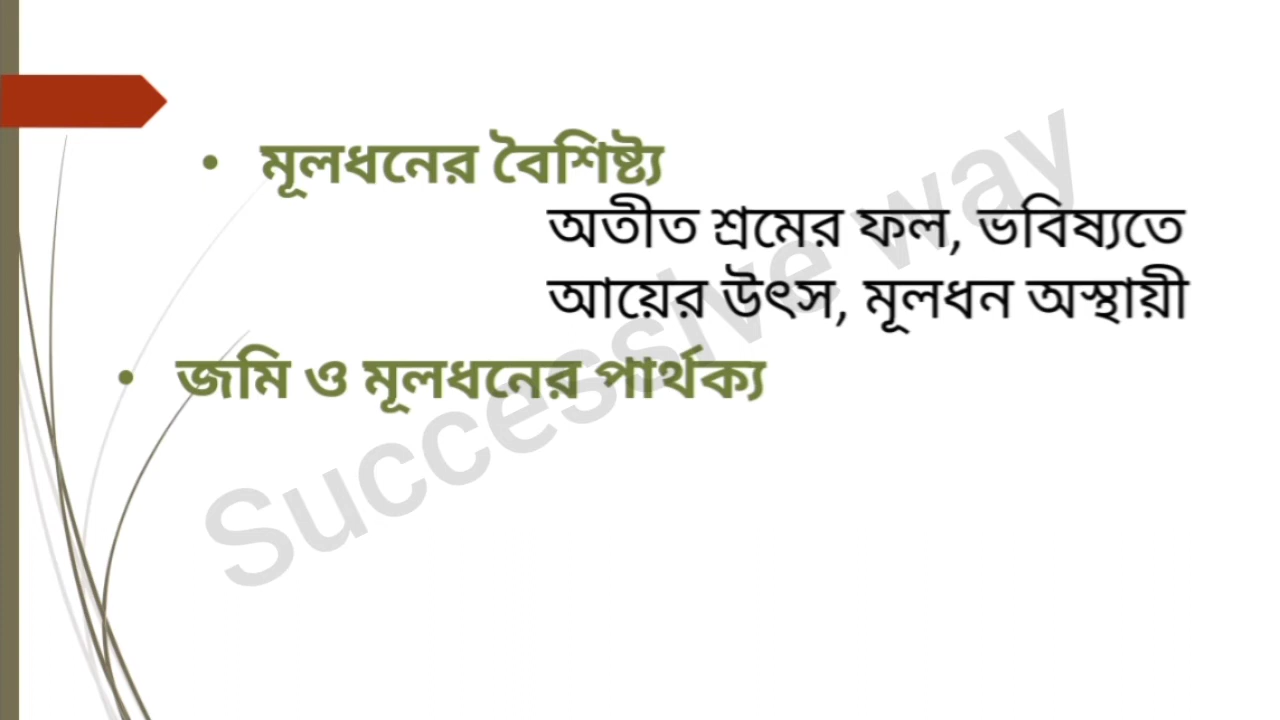 • মূলধনের বৈশিষ্ট্য
অতীত শ্রমের ফল, ভবিষ্যতে
আয়ের উৎস, মূলধন অস্থায়ী
• জমি ও মূলধনের পার্থক্য
Successive way